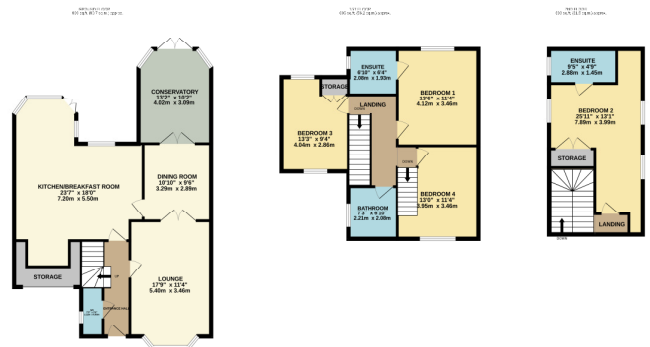 CONSERVATORY
4.02m x 3.09m
DINING ROOM
10'10" x 9'6"
3.29m x 2.89m
KITCHEN/BREAKFAST ROOM
23'7" x 18'0"
7.20m x 5.50m
STORAGE
UP
LOUNGE
17'9" x 11'4"
5.40m x 3.46m
ENTRANCE HALL
ENSUITE
6'10" x 6'4"
2.08m x 1.93m
STORAGE
LANDING
DOWN
BEDROOM 1
4.12m x 3.46m
BEDROOM 3
13'3" x 9'4"
4.04m x 2.86m
DOWN
BEDROOM 4
13'0" x 11'4"
3.95m x 3.46m
BATHROOM
2.21m x 2.08m
ENSUITE
9'5" x 4'9"
2.88m x 1.45m
BEDROOM 2
25'11" x 13'1"
7.89m x 3.99m
STORAGE
LANDING
DOWN